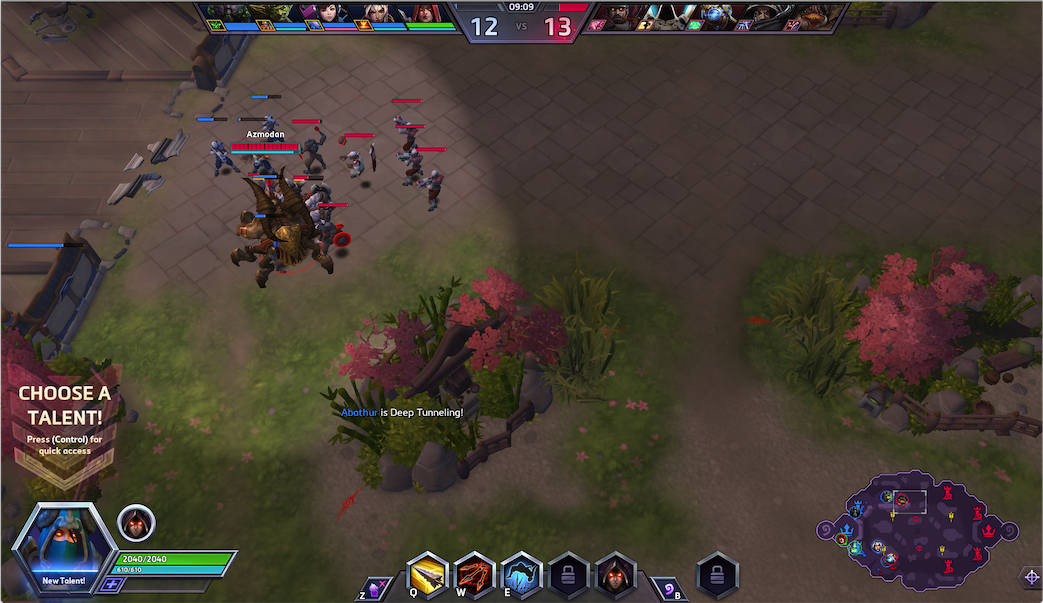 09:09
12 VS 13
Azmodan
CHOOSE A
TALENT!
Press (Control) for
quick access
Abathur is Deep Tunneling!
2040/2040
610/610
New Talent!
Z Q W E B